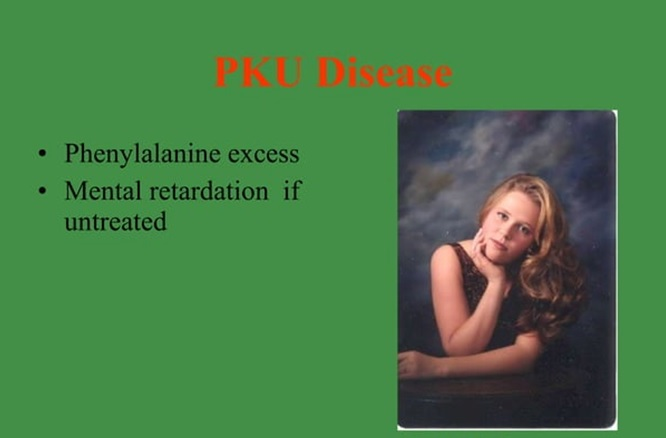 PKU Disease
• Phenylalanine excess
• Mental retardation  if
untreated